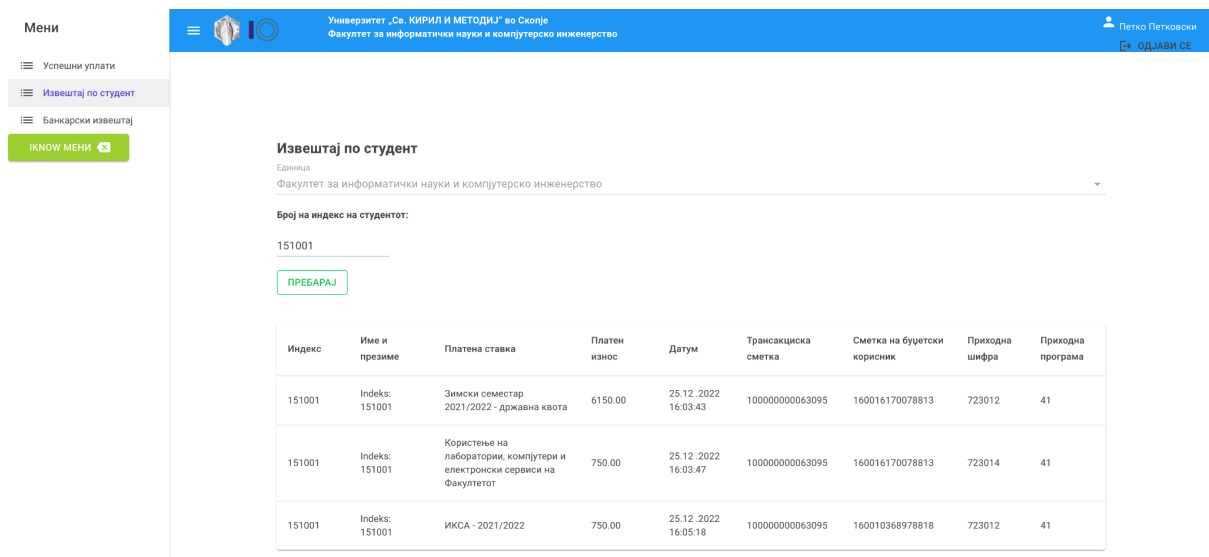 Мени
Успешни уплати
Извештај по студент
Банкарски извештај
IKNOW МЕНИ
Универзитет „Св. КИРИЛ И МЕТОДИЈ“ во Скопје
Факултет за информатички науки и компјутерско инженерство
Петко Петковски
ОДЈАВИ СЕ
Извештај по студент
Единица
Факултет за информатички науки и компјутерско инженерство
Број на индекс на студентот:
151001
ПРЕБАРАЈ
Индекс
Име и
презиме
Платена ставка
Платен
износ
Датум
Трансакциска
сметка
Сметка на буџетски
корисник
Приходна
шифра
Приходна
програма
151001
Indeks:
151001
Зимски семестар
2021/2022 - државна квота
6150.00
25.12 .2022
16:03:43
100000000063095
160016170078813
723012
41
151001
Indeks:
151001
Користење на
лаборатории, компјутери и
електронски сервиси на
Факултетот
750.00
25.12 .2022
16:03:47
100000000063095
160016170078813
723014
41
151001
Indeks:
151001
ИКСА - 2021/2022
750.00
25.12 .2022
16:05:18
100000000063095
160010368978818
723012
41